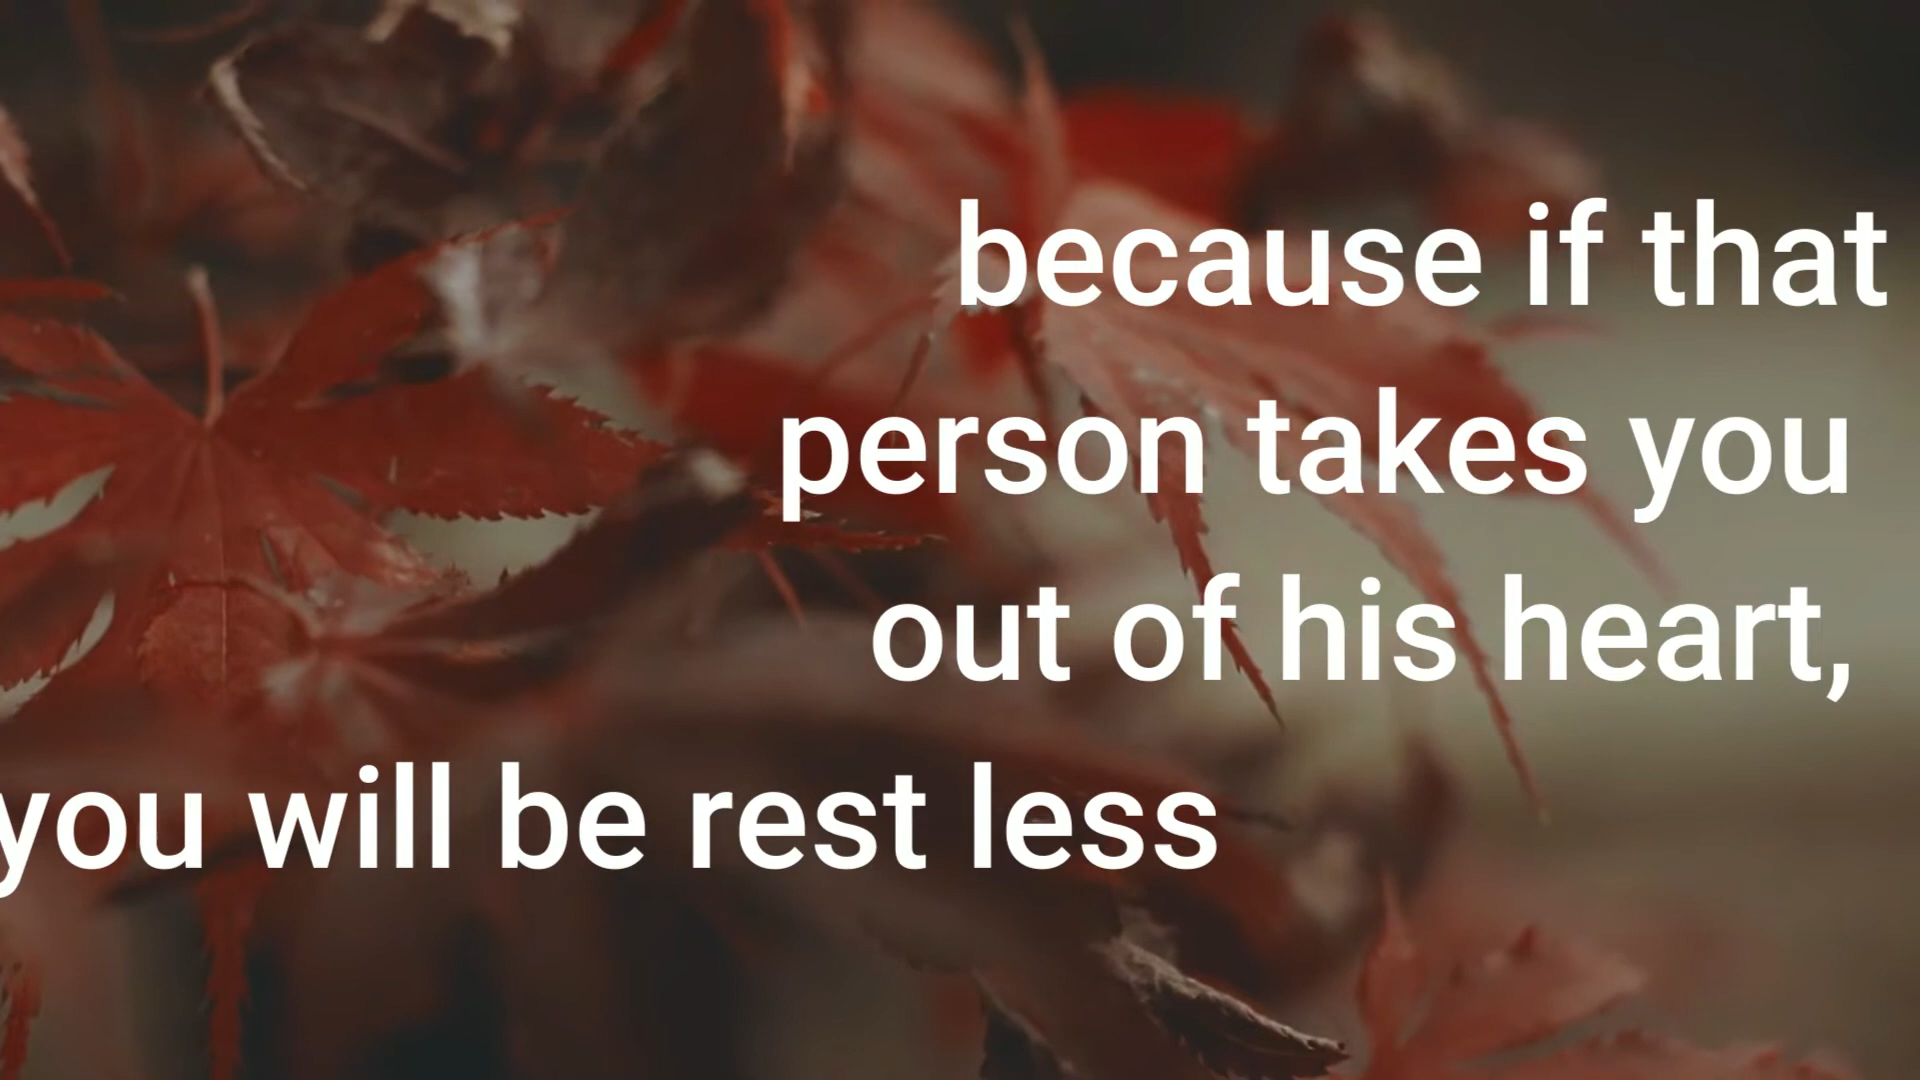 because if that
person takes you
out of his heart,
you will be rest less